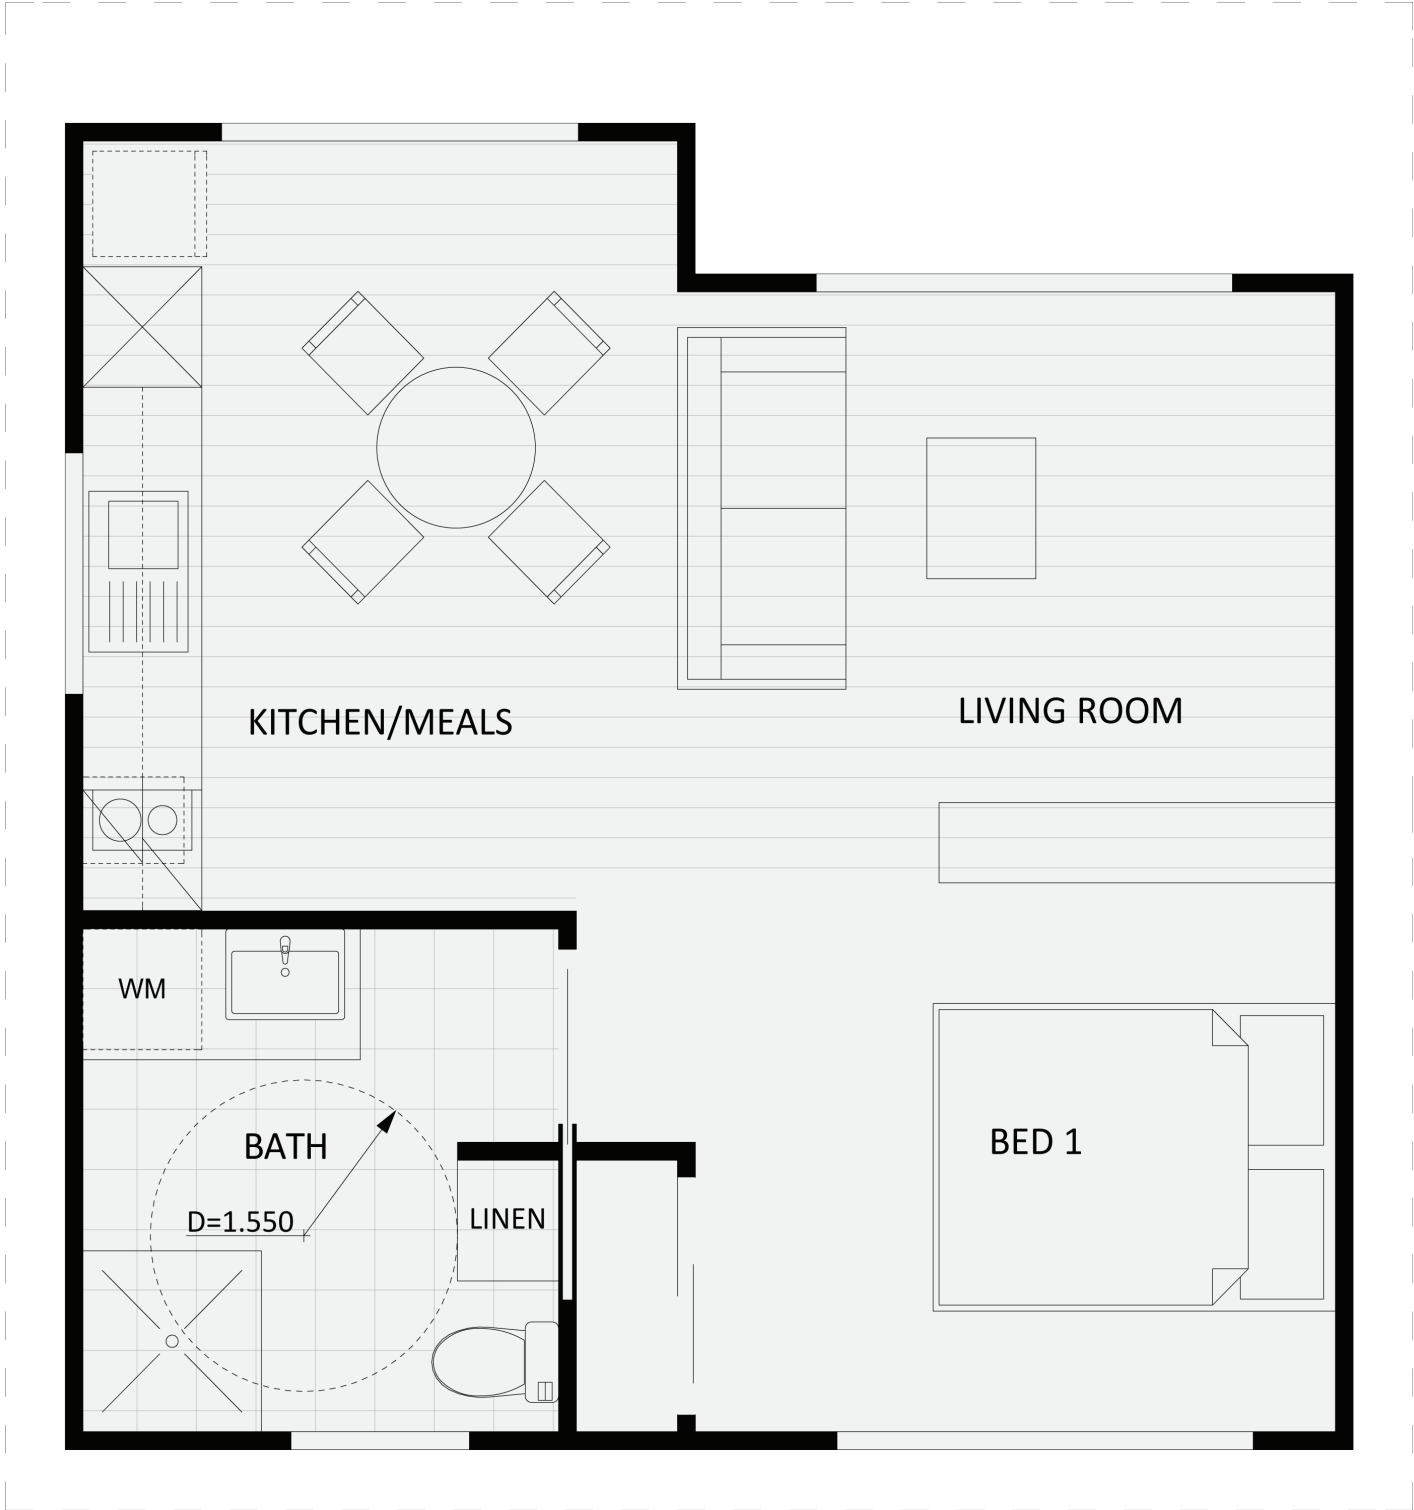 KITCHEN/MEALS
LIVING ROOM
WM
BATH
BED 1
D=1.550
LINEN